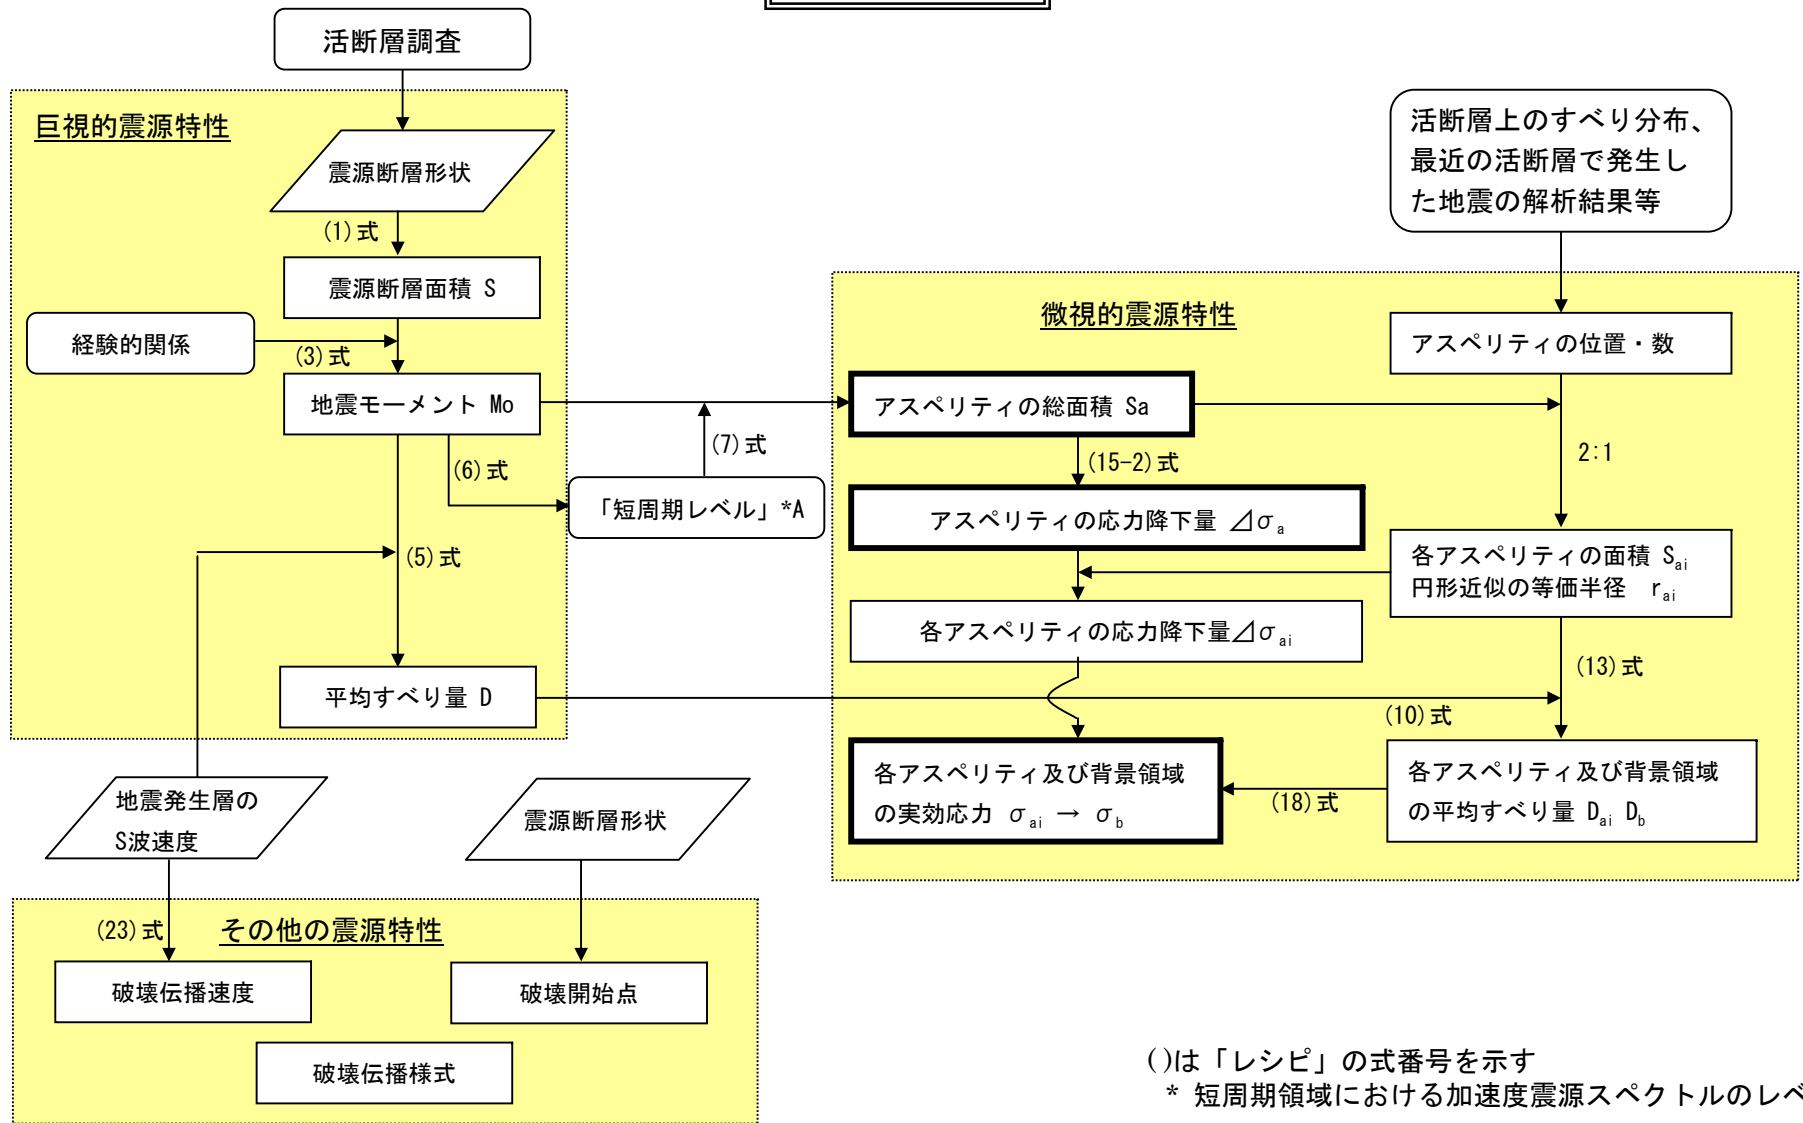 活断層調査
巨視的震源特性
震源断層形状
(1)式
震源断層面積 S
経験的関係
(3)式
地震モーメント Mo
(6)式
(7)式
「短周期レベル」*A
(5)式
平均すべり量 D
活断層上のすべり分布、
最近の活断層で発生し
た地震の解析結果等
微視的震源特性
アスペリティの位置・数
アスペリティの総面積 Sa
(15-2)式
2:1
アスペリティの応力降下量 ⊿σa
各アスペリティの面積 Sai
円形近似の等価半径 rai
各アスペリティの応力降下量⊿σai
(13)式
(10)式
各アスペリティ及び背景領域
の実効応力 σai → σb
(18)式
各アスペリティ及び背景領域
の平均すべり量 Dai Db
地震発生層の
S波速度
震源断層形状
(23)式
その他の震源特性
破壊伝播速度
破壊開始点
破壊伝播様式
()は「レシピ」の式番号を示す
* 短周期領域における加速度震源スペクトルのレベ